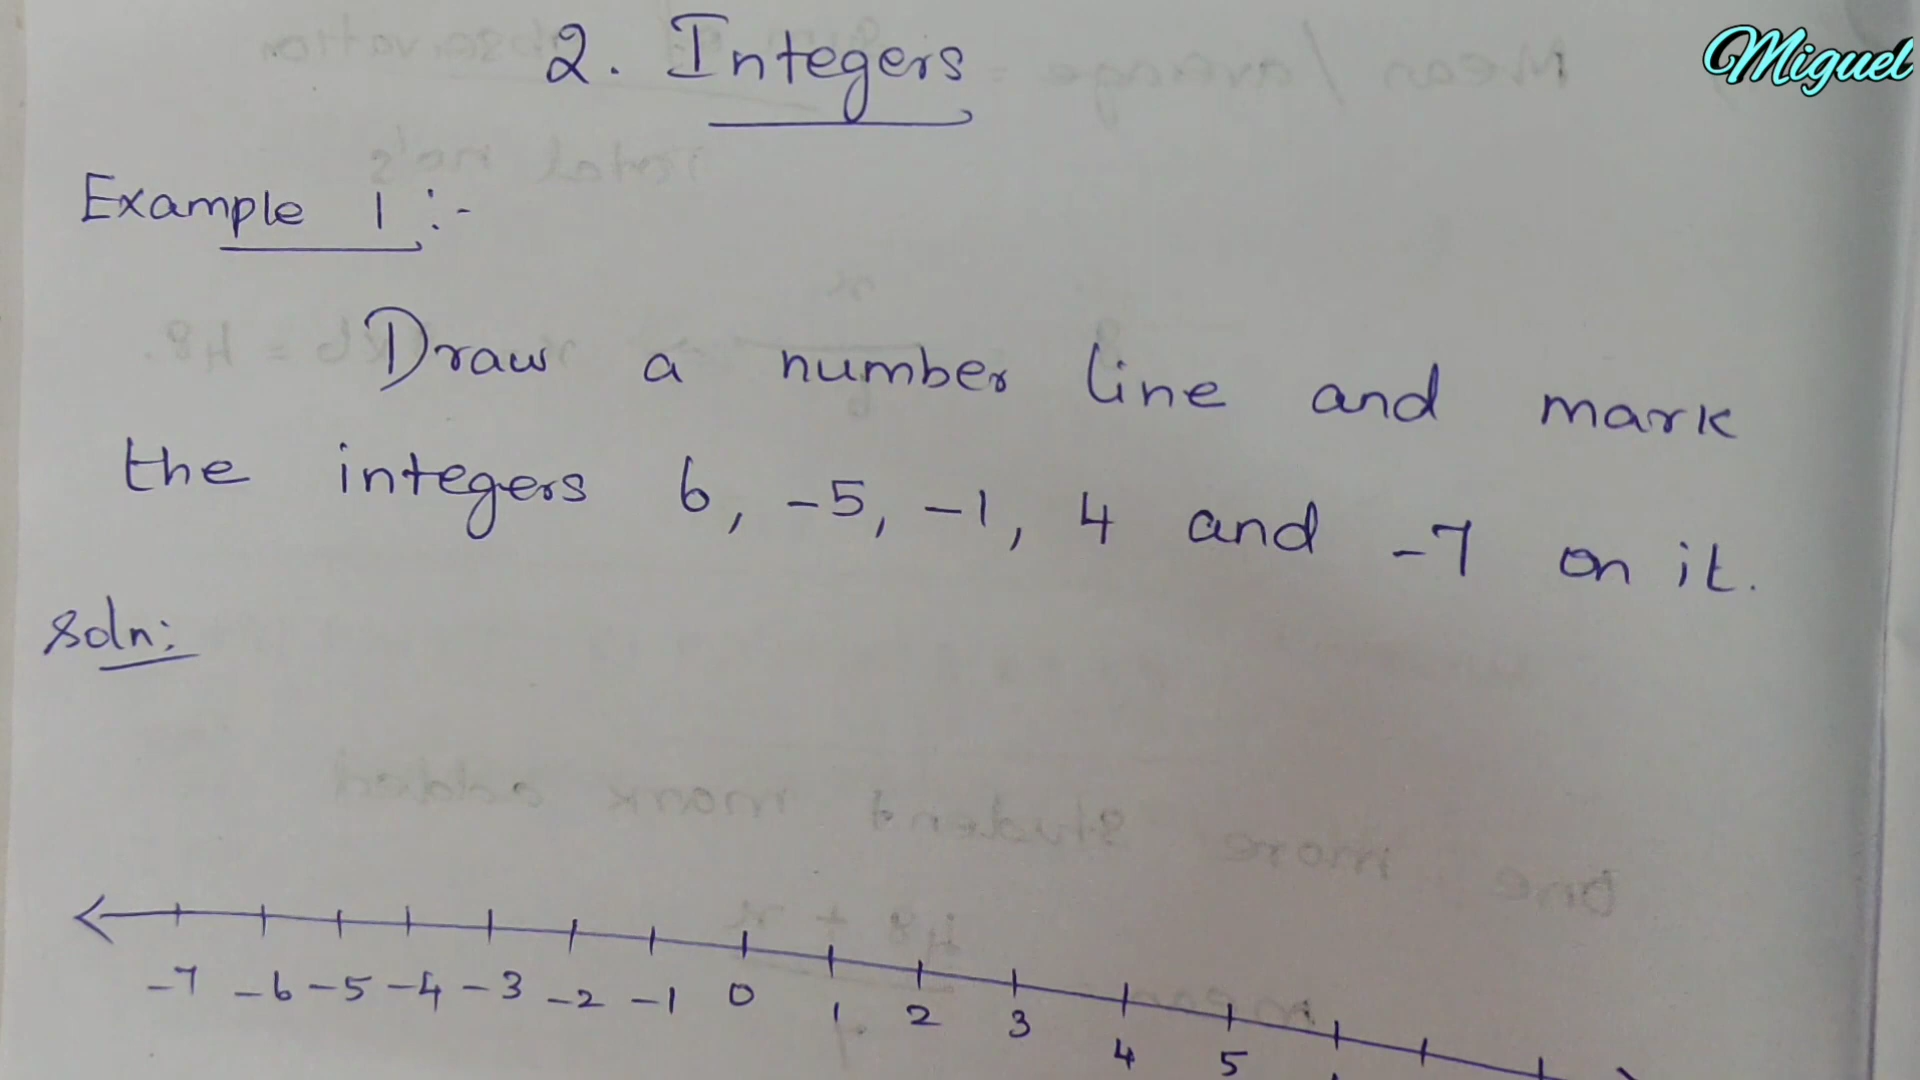 2. Integers
Miguel
Example 1:-
Draw a number line and mark
the integers 6, -5, -1, 4 and -7 on it.
Soln:
-7 -6 -5 -4 -3 -2 -1 0 1 2 3 4 5